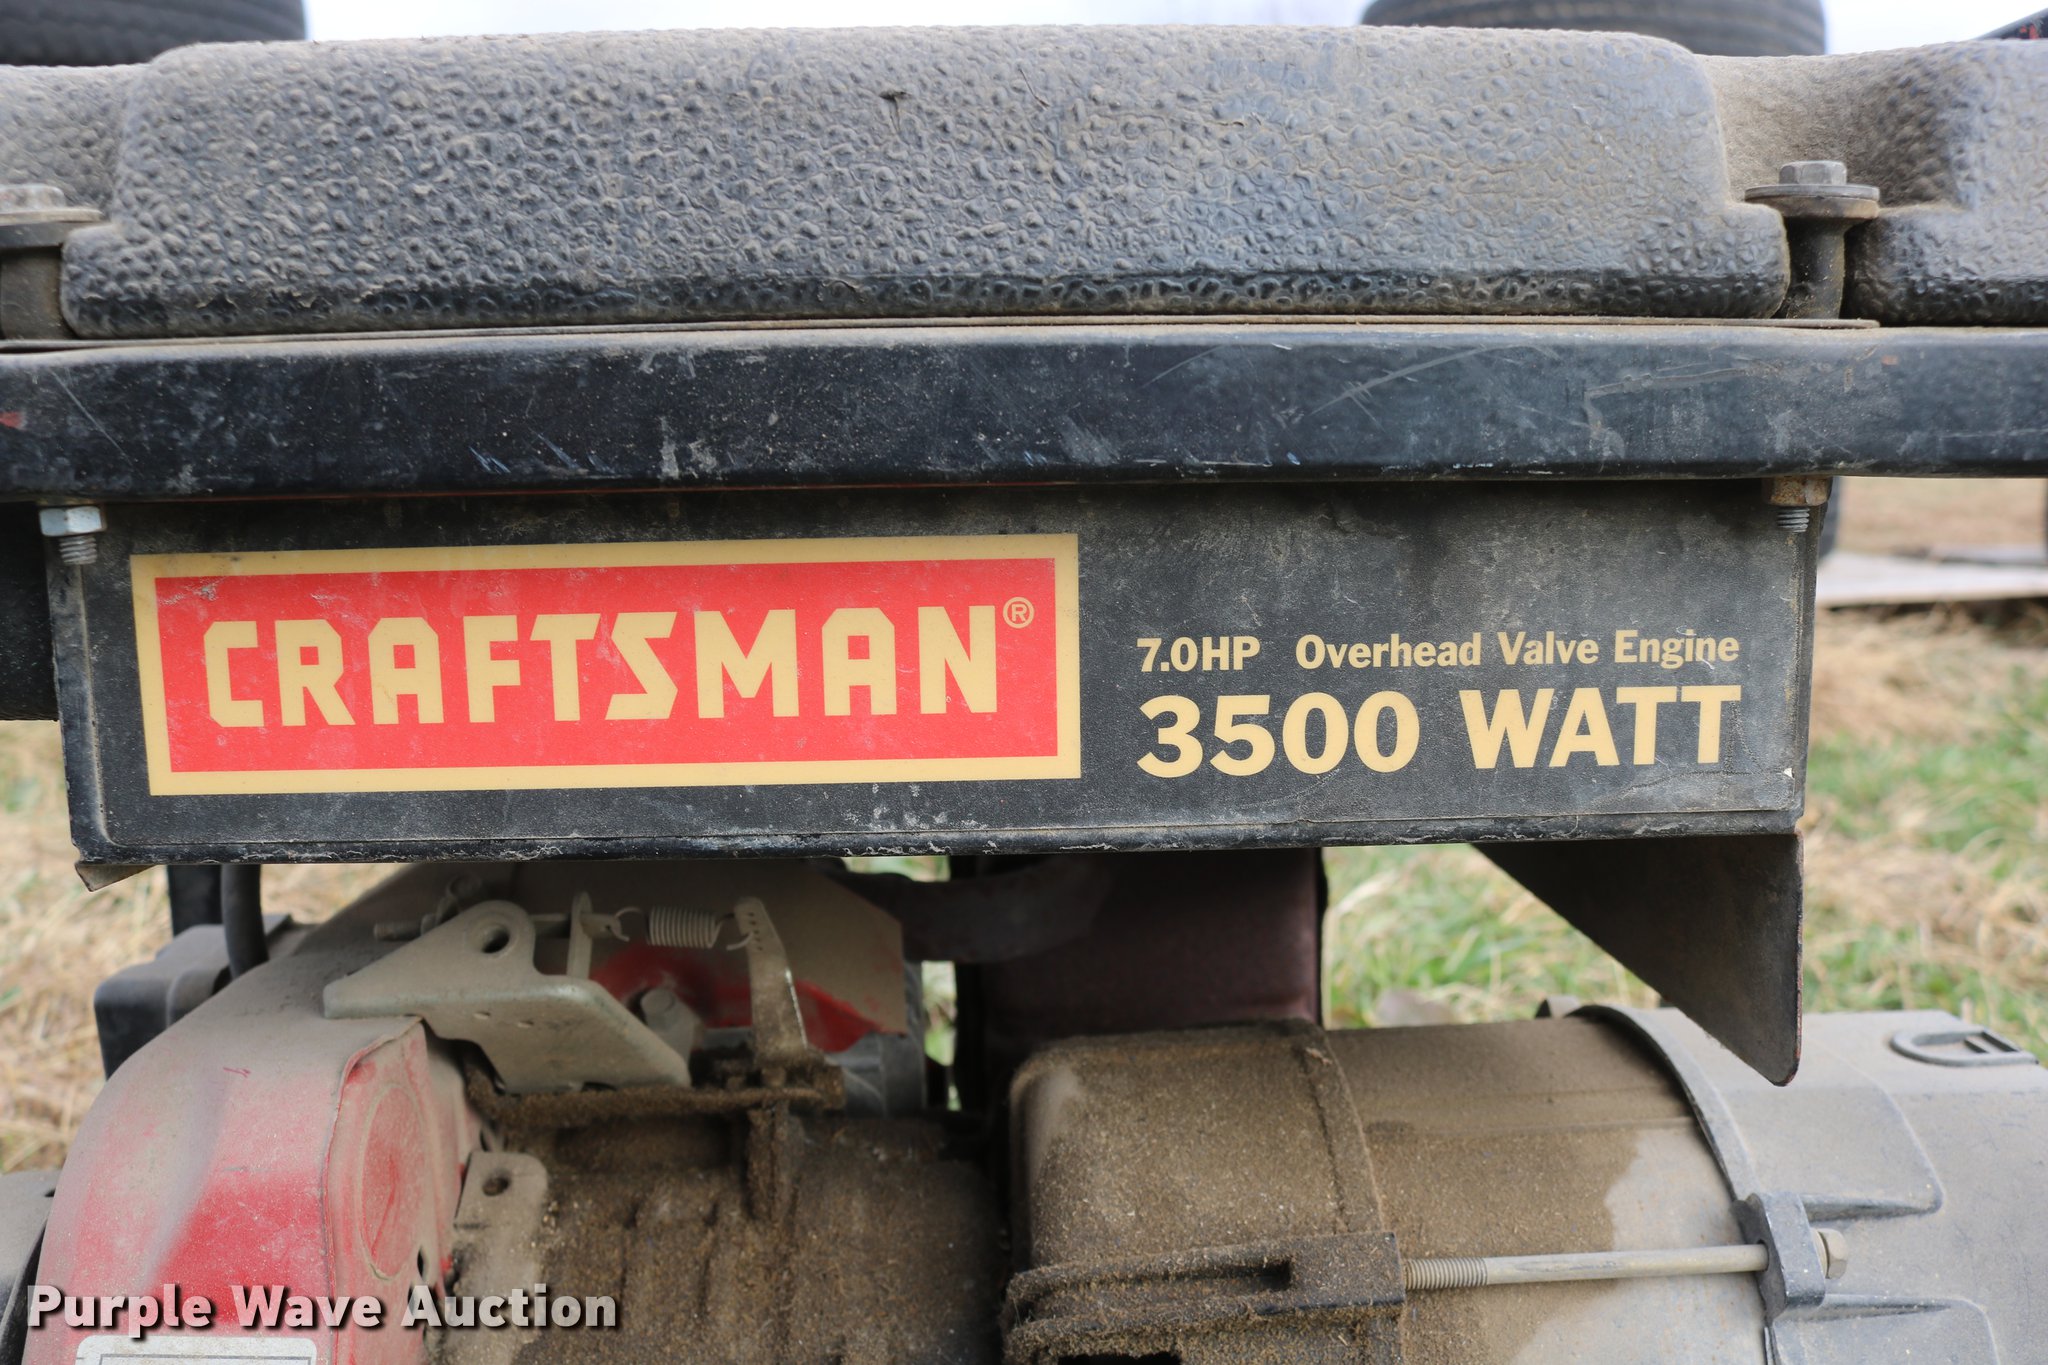 CRAFTSMAN®
7.0HP Overhead Valve Engine
3500 WATT
Purple Wave Auction